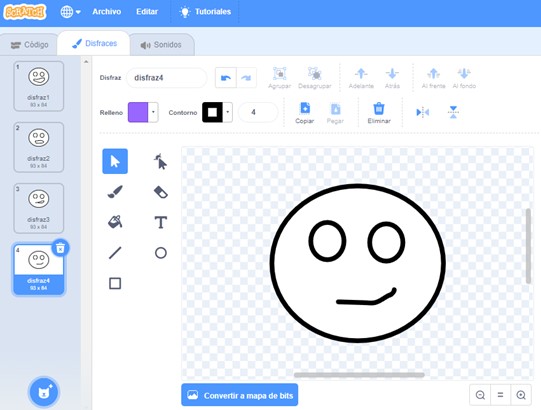 SCRATCH
Archivo
Editar
Tutoriales
Código
Disfraces
Sonidos
1
disfraz1
93 x 84
2
disfraz2
93 x 84
3
disfraz3
93 x 84
4
disfraz4
93 x 84
Disfraz
disfraz4
Agrupar
Desagrupar
Adelante
Atrás
Al frente
Al fondo
Relleno
Contorno
4
Copiar
Pegar
Eliminar
T
Convertir a mapa de bits